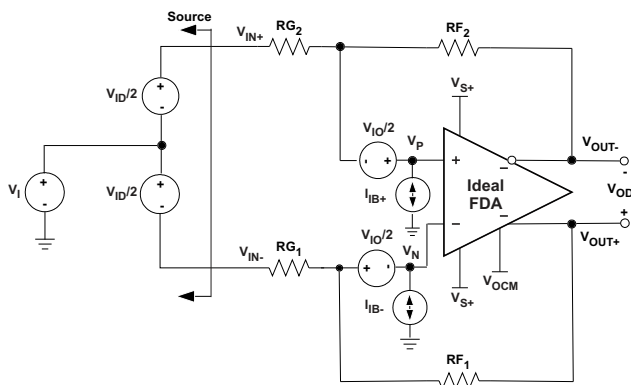 Source
VIN+
RG2
RF2
VID/2
VS+
VIO/2
VP
- +
+
VOUT-
-
VI
VID/2
IIB+
Ideal
FDA
VOD
+
VIO/2
VN
VOUT+
VIN-
RG1
+ -
VS+
VOCM
IIB-
RF1